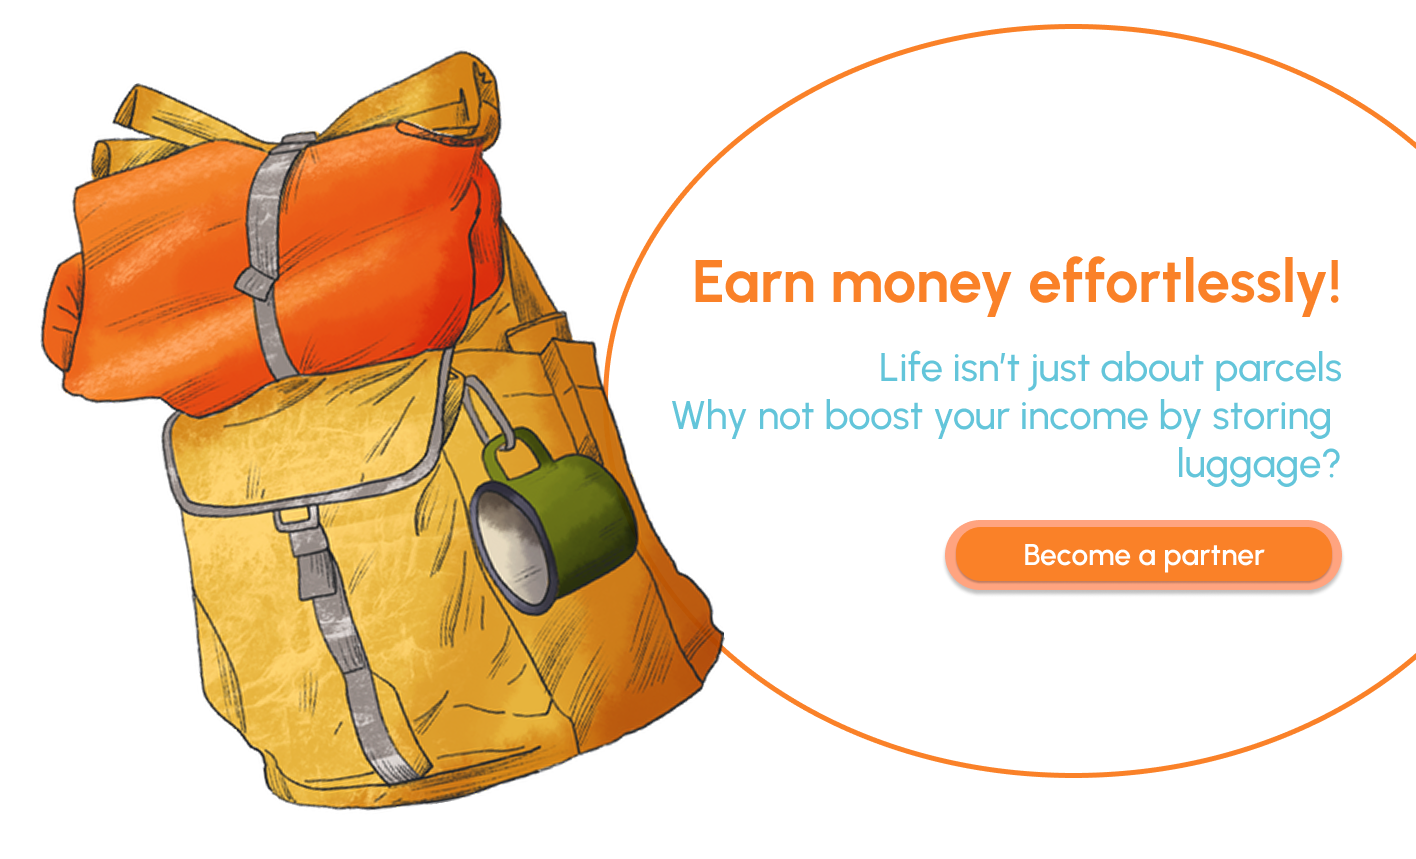 Earn money effortlessly!
Life isn't just about parcels
Why not boost your income by storing
luggage?
Become a partner